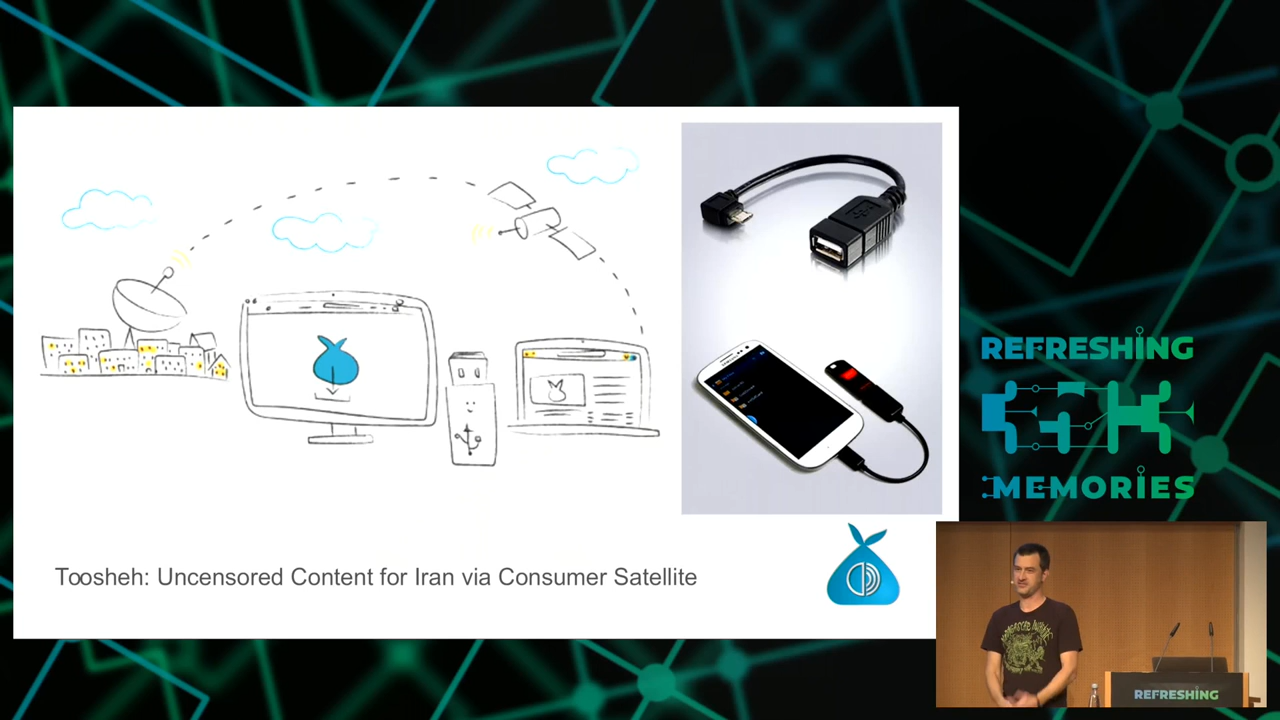 Toosheh: Uncensored Content for Iran via Consumer Satellite
REFRESHING
MEMORIES
REFRESHING